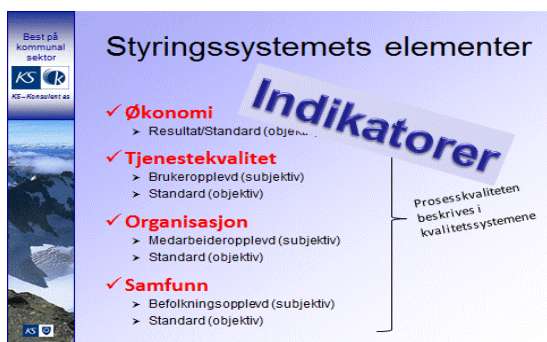 Best på
kommunal
sektor
KS K
KS-Konsulent as
Styringssystemets elementer
Indikatorer
✓ Økonomi
➢ Resultat/Standard (objektiv)
✓ Tjenestekvalitet
➢ Brukeropplevd (subjektiv)
➢ Standard (objektiv)
✓ Organisasjon
➢ Medarbeideropplevd (subjektiv)
➢ Standard (objektiv)
✓ Samfunn
➢ Befolkningsopplevd (subjektiv)
➢ Standard (objektiv)
Prosesskvaliteten
beskrives i
kvalitetssystemene
KS